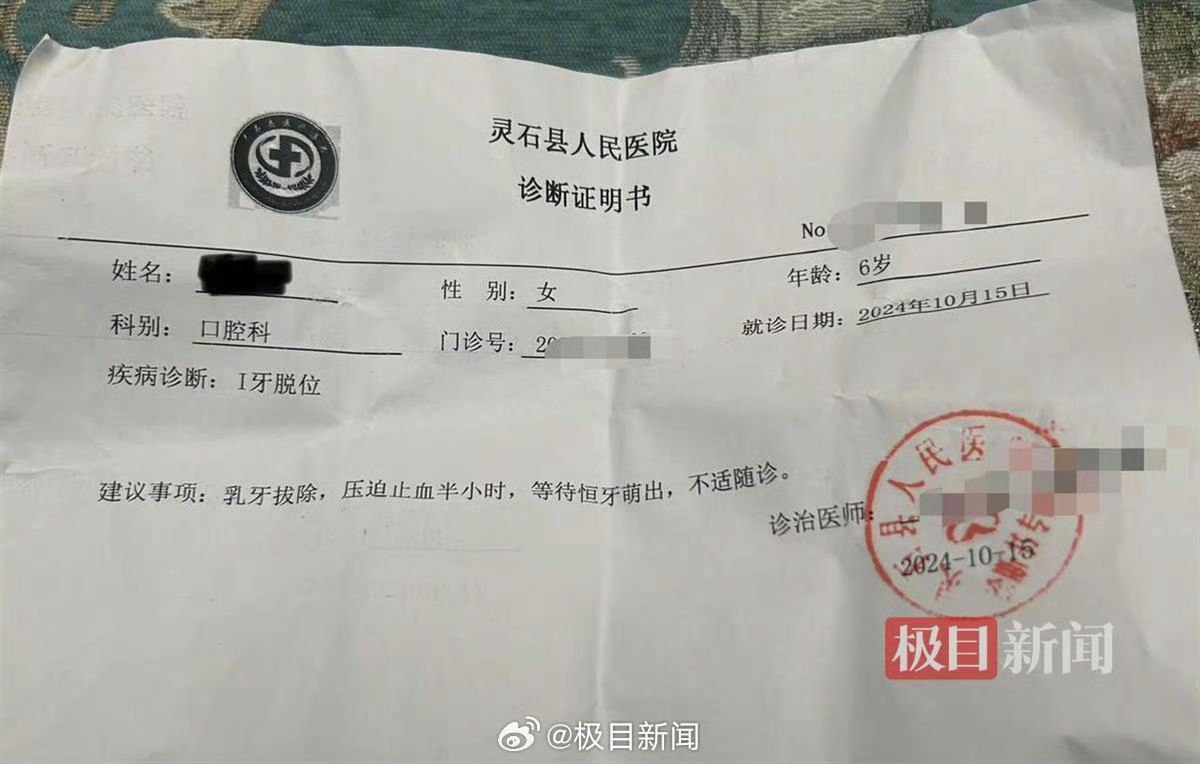 灵石县人民医院
诊断证明书
No
姓名：
性 别：女
年龄：6岁
科别：口腔科
门诊号：20
就诊日期：2024年10月15日
疾病诊断：I牙脱位
建议事项：乳牙拔除，压迫止血半小时，等待恒牙萌出，不适随诊。
诊治医师：
县人民医
2024-10-15
极目新闻
@极目新闻